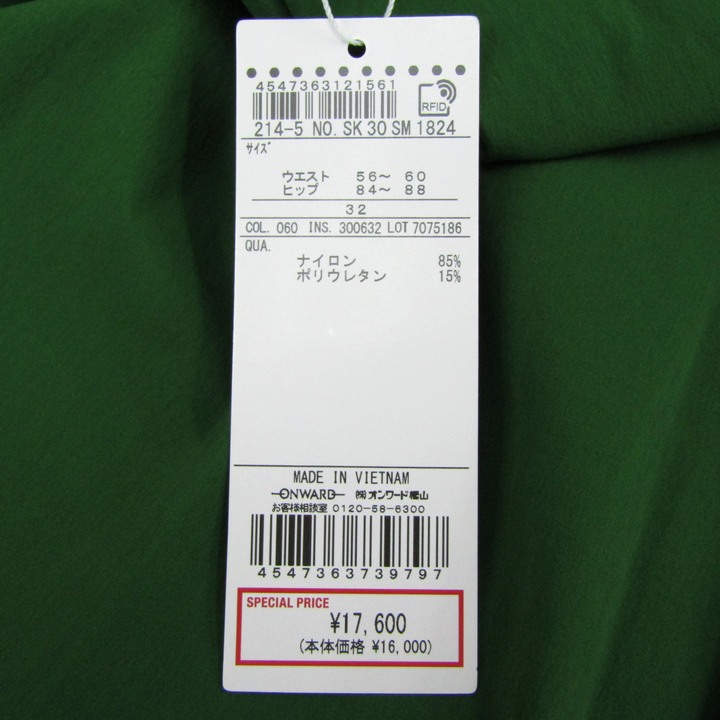 4547363121561
RFID
214-5 NO. SK 30 SM 1824
ｻｲｽﾞ
ウエスト 56～ 60
ヒップ 84～ 88
32
COL. 060 INS. 300632 LOT 7075186
QUA.
ナイロン 85%
ポリウレタン 15%
MADE IN VIETNAM
ONWARD ㈱オンワード樫山
お客様相談室 0120-58-6300
4547363739797
SPECIAL PRICE
¥17,600
(本体価格 ¥16,000)